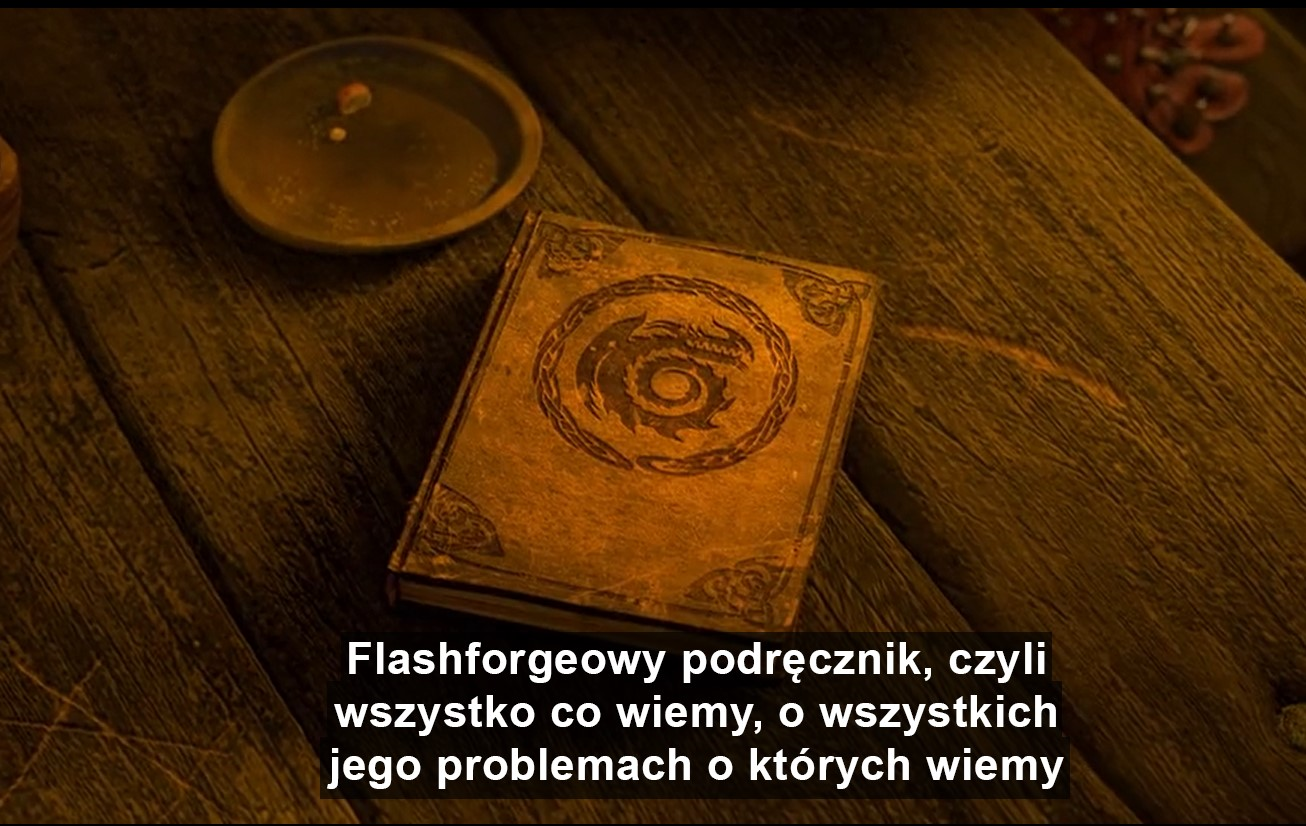 Flashforgeowy podręcznik, czyli
wszystko co wiemy, o wszystkich
jego problemach o których wiemy